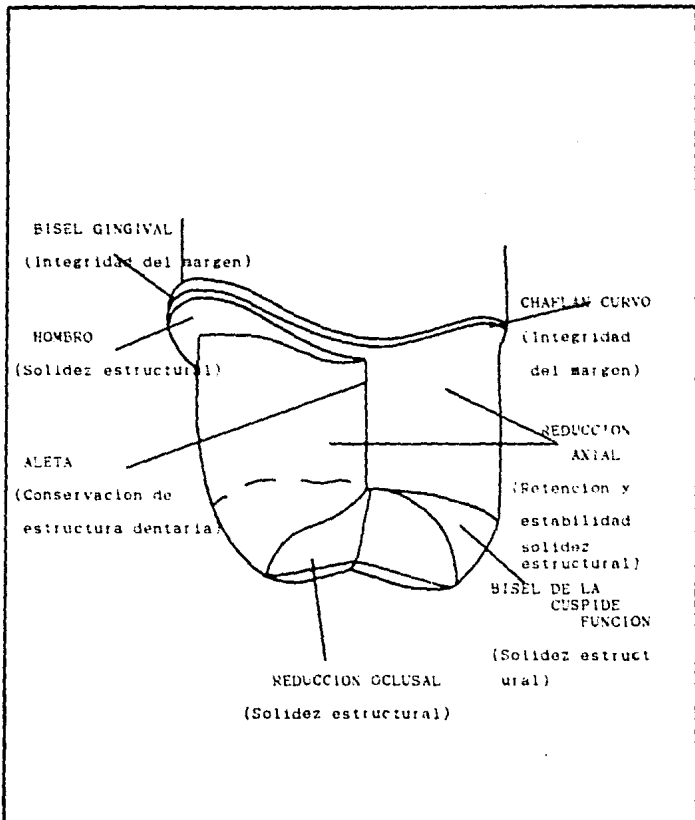 BISEL GINGIVAL
(Integridad del margen)
HOMBRO
(Solidez estructural)
ALETA
(Conservacion de
estructura dentaria)
CHAFLAN CURVO
(Integridad
del margen)
REDUCCION
AXIAL
(Retencion y
estabilidad
solidez
estructural)
BISEL DE LA
CUSPIDE
FUNCION
(Solidez estruct
ural)
REDUCCION OCLUSAL
(Solidez estructural)